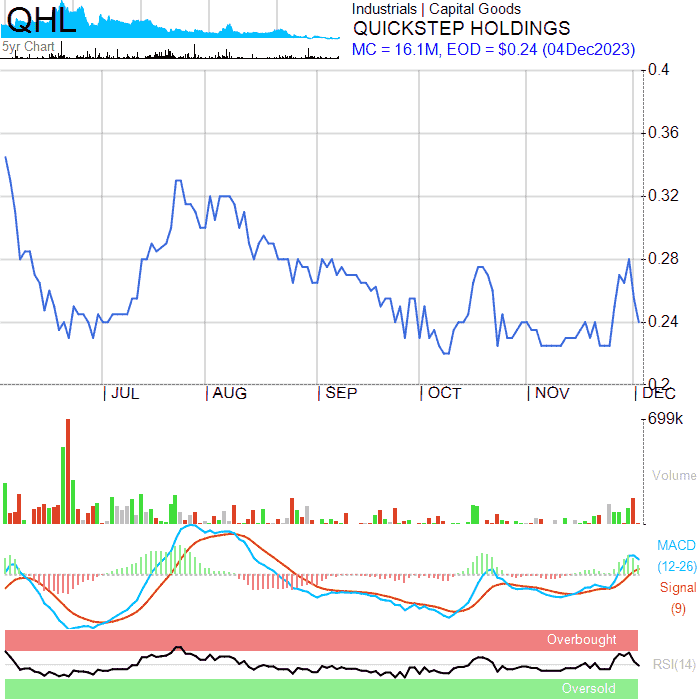 QHL
5yr Chart
Industrials | Capital Goods
QUICKSTEP HOLDINGS
MC = 16.1M, EOD = $0.24 (04Dec2023)
0.4
0.36
0.32
0.28
0.24
0.2
JUL AUG SEP OCT NOV DEC
699k
Volume
MACD
(12-26)
Signal
(9)
Overbought
RSI(14)
Oversold